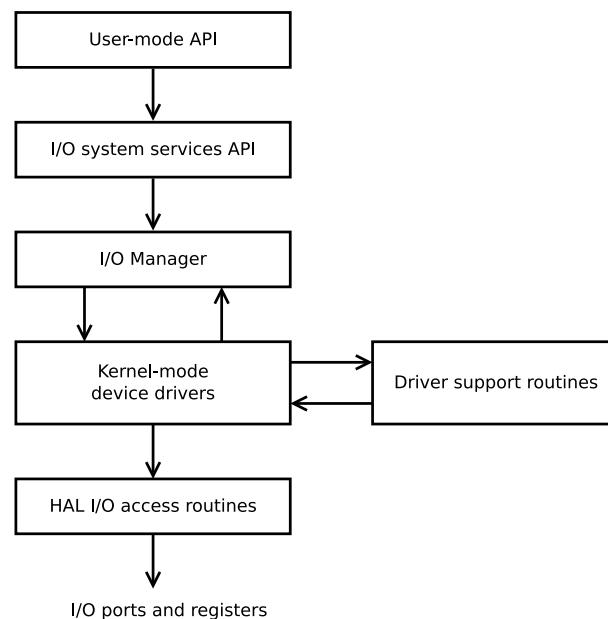 User-mode API
I/O system services API
I/O Manager
Kernel-mode
device drivers
Driver support routines
HAL I/O access routines
I/O ports and registers